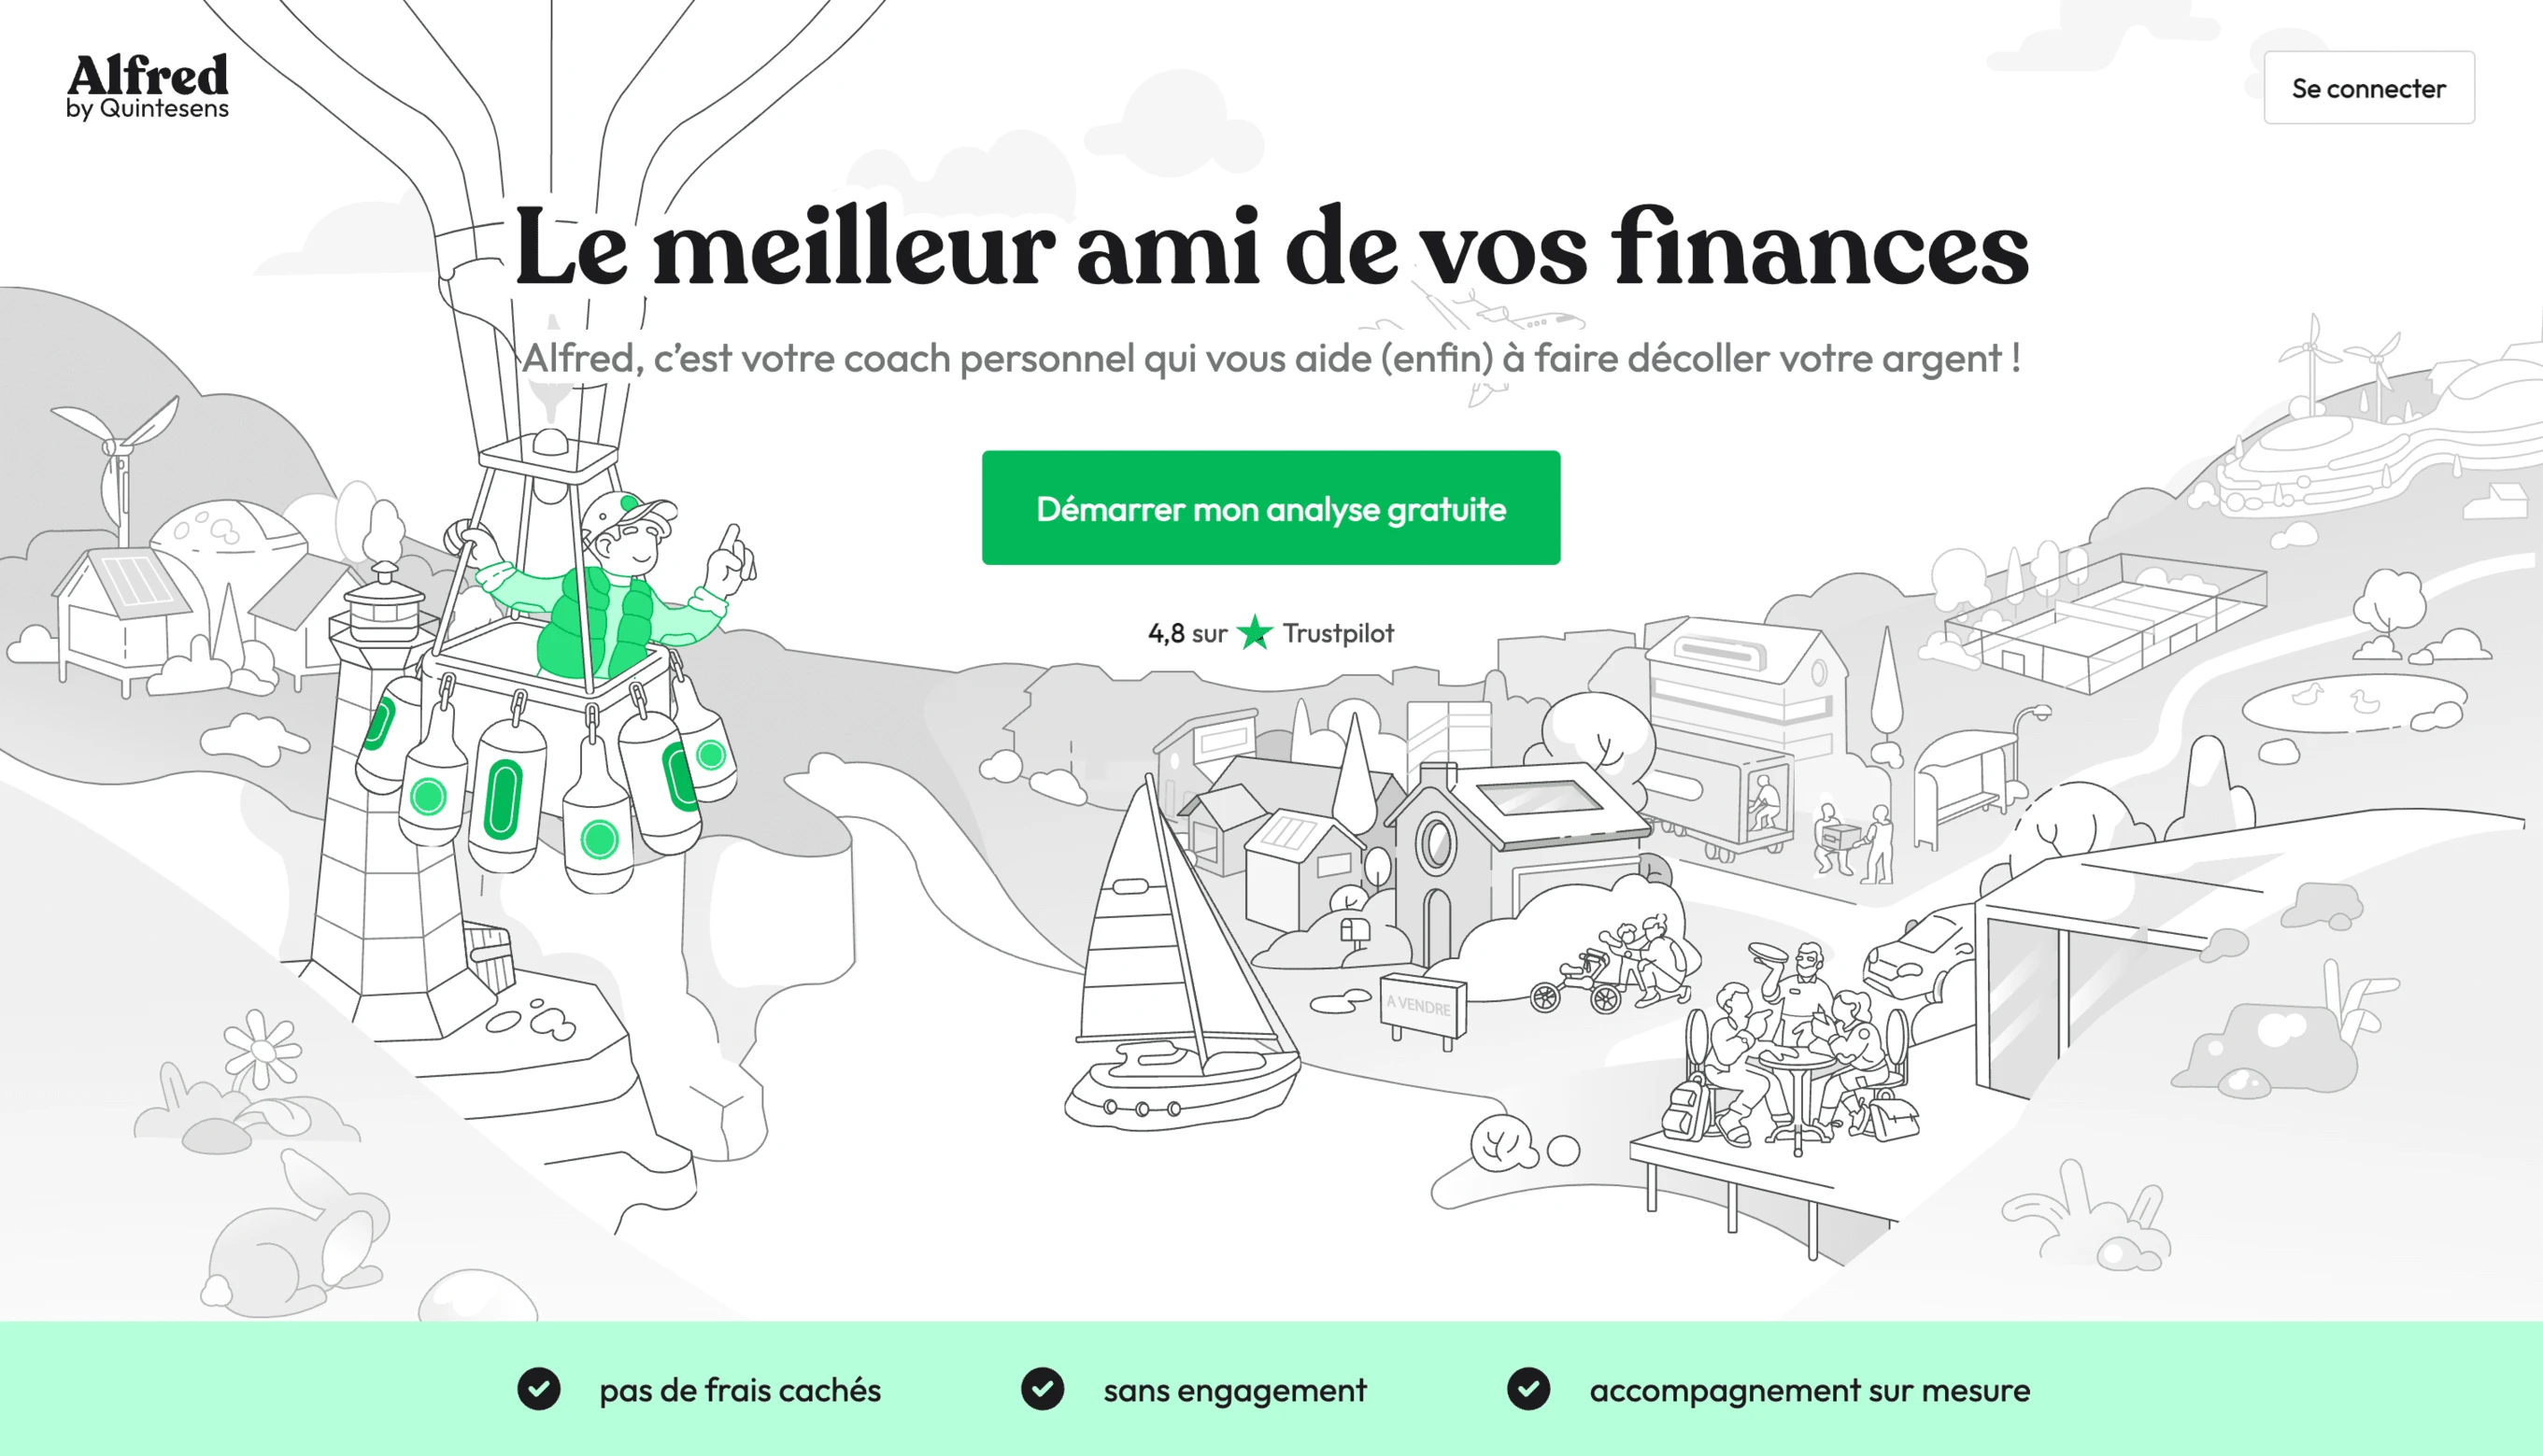 Alfred
by Quintesens
Se connecter
Le meilleur ami de vos finances
Alfred, c’est votre coach personnel qui vous aide (enfin) à faire décoller votre argent !
Démarrer mon analyse gratuite
4,8 sur Trustpilot
A VENDRE
pas de frais cachés
sans engagement
accompagnement sur mesure